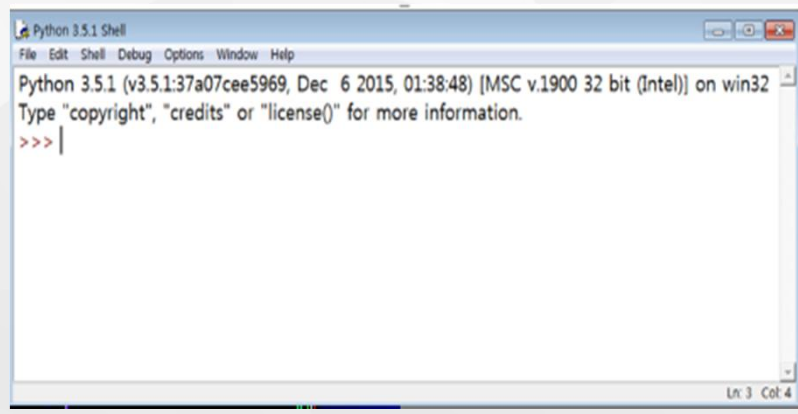 Python 3.5.1 Shell
File Edit Shell Debug Options Window Help
Python 3.5.1 (v3.5.1:37a07cee5969, Dec  6 2015, 01:38:48) [MSC v.1900 32 bit (Intel)] on win32
Type "copyright", "credits" or "license()" for more information.
>>>
Ln: 3 Col: 4